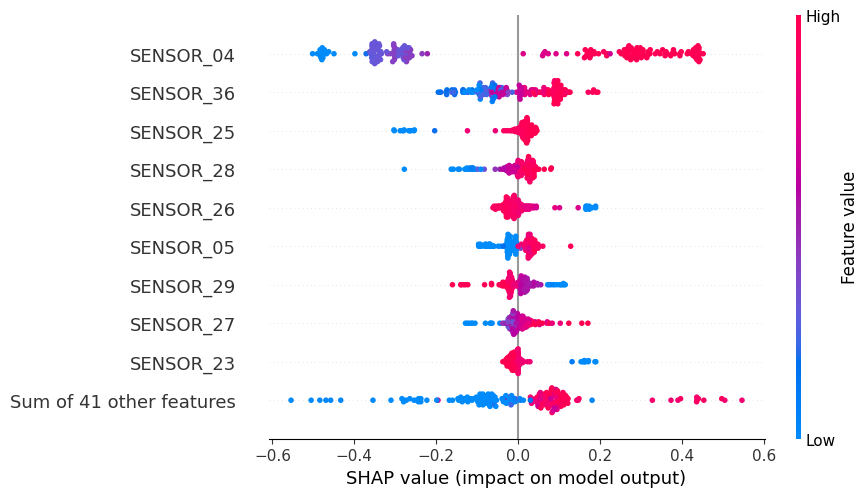 High
SENSOR_04
SENSOR_36
SENSOR_25
SENSOR_28
SENSOR_26
SENSOR_05
SENSOR_29
SENSOR_27
SENSOR_23
Sum of 41 other features
Feature value
Low
−0.6 −0.4 −0.2 0.0 0.2 0.4 0.6
SHAP value (impact on model output)